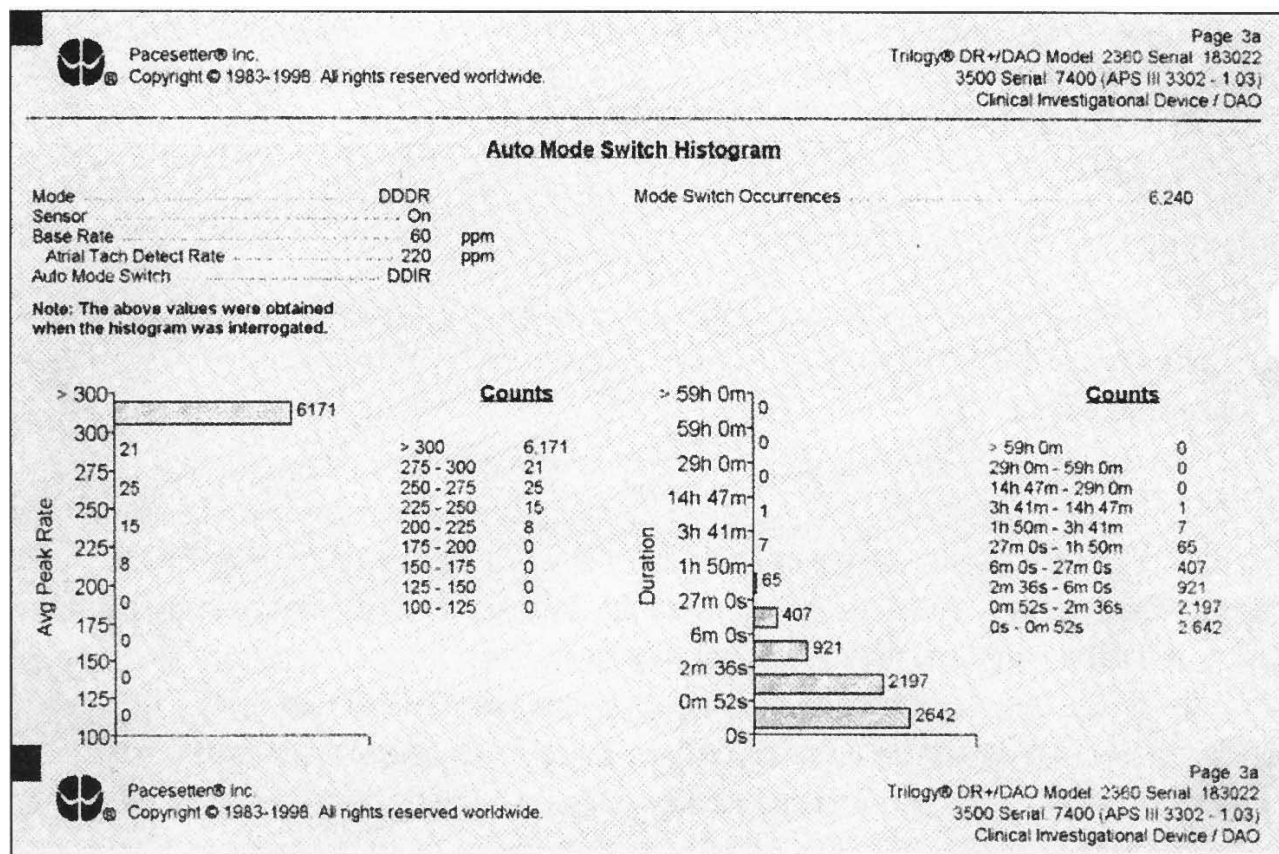 Page 3a
Pacesetter® Inc.
Trilogy® DR+/DAO Model 2360 Serial 183022
® Copyright © 1983-1998 All rights reserved worldwide.
3500 Serial 7400 (APS III 3302 - 1.03)
Clinical Investigational Device / DAO
Auto Mode Switch Histogram
Mode DDDR
Mode Switch Occurrences 6,240
Sensor On
Base Rate 60 ppm
Atrial Tach Detect Rate 220 ppm
Auto Mode Switch DDIR
Note: The above values were obtained
when the histogram was interrogated.
Avg Peak Rate
> 300
6171
300
21
275
25
250
15
225
8
200
0
175
0
150
0
125
0
100
Counts
> 300 6,171
275 - 300 21
250 - 275 25
225 - 250 15
200 - 225 8
175 - 200 0
150 - 175 0
125 - 150 0
100 - 125 0
Duration
> 59h 0m
0
59h 0m
0
29h 0m
0
14h 47m
1
3h 41m
7
1h 50m
65
27m 0s
407
6m 0s
921
2m 36s
2197
0m 52s
2642
0s
Counts
> 59h 0m 0
29h 0m - 59h 0m 0
14h 47m - 29h 0m 0
3h 41m - 14h 47m 1
1h 50m - 3h 41m 7
27m 0s - 1h 50m 65
6m 0s - 27m 0s 407
2m 36s - 6m 0s 921
0m 52s - 2m 36s 2,197
0s - 0m 52s 2,642
Page 3a
Pacesetter® Inc.
Trilogy® DR+/DAO Model 2360 Serial 183022
® Copyright © 1983-1998 All rights reserved worldwide.
3500 Serial 7400 (APS III 3302 - 1.03)
Clinical Investigational Device / DAO